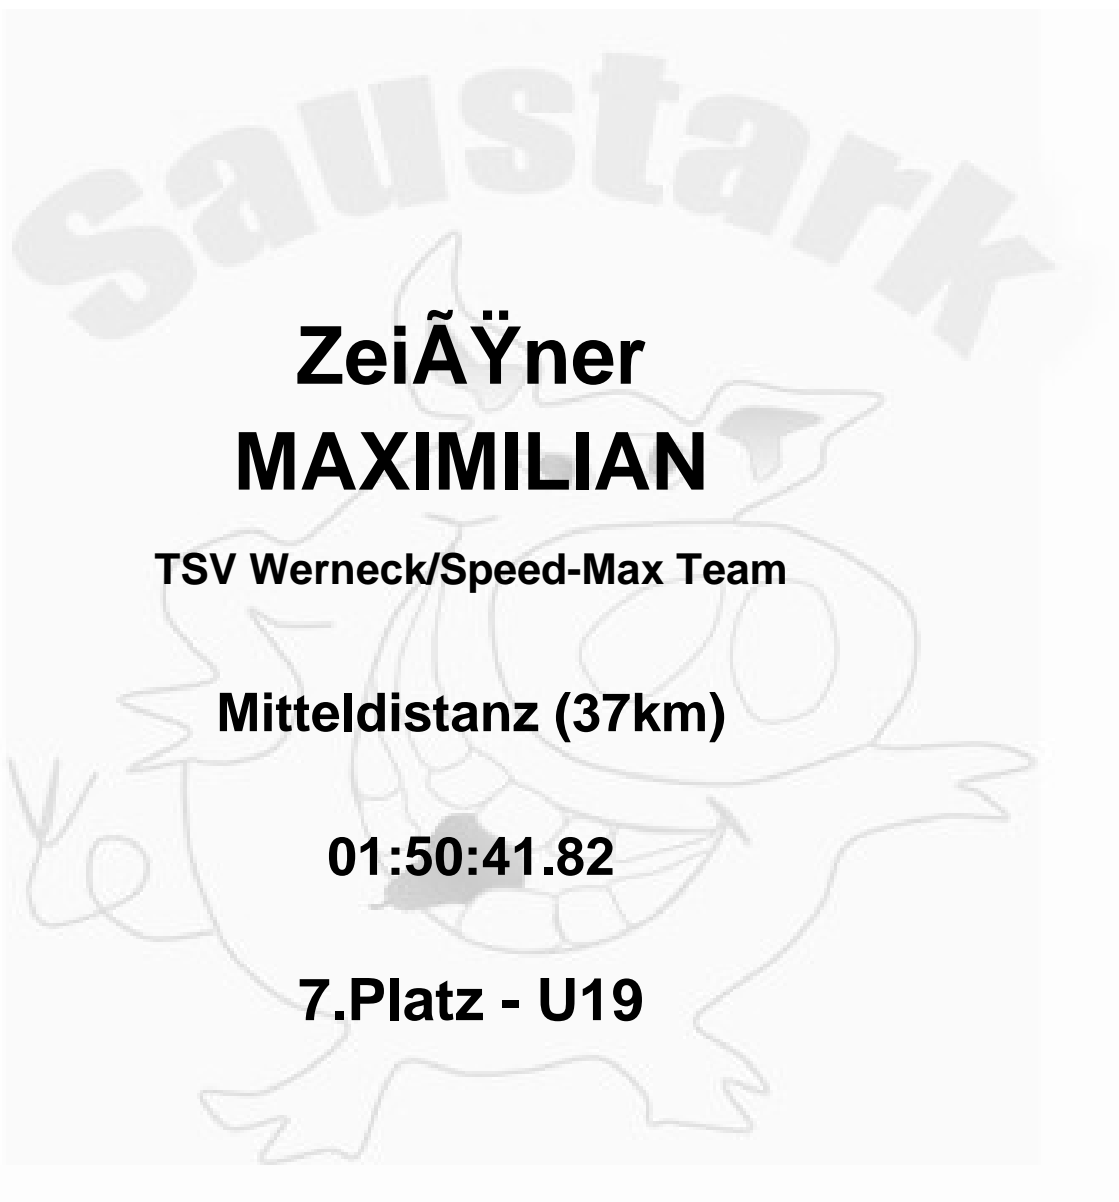 Saustark
ZeiÃŸner
MAXIMILIAN
TSV Werneck/Speed-Max Team
Mitteldistanz (37km)
01:50:41.82
7.Platz - U19